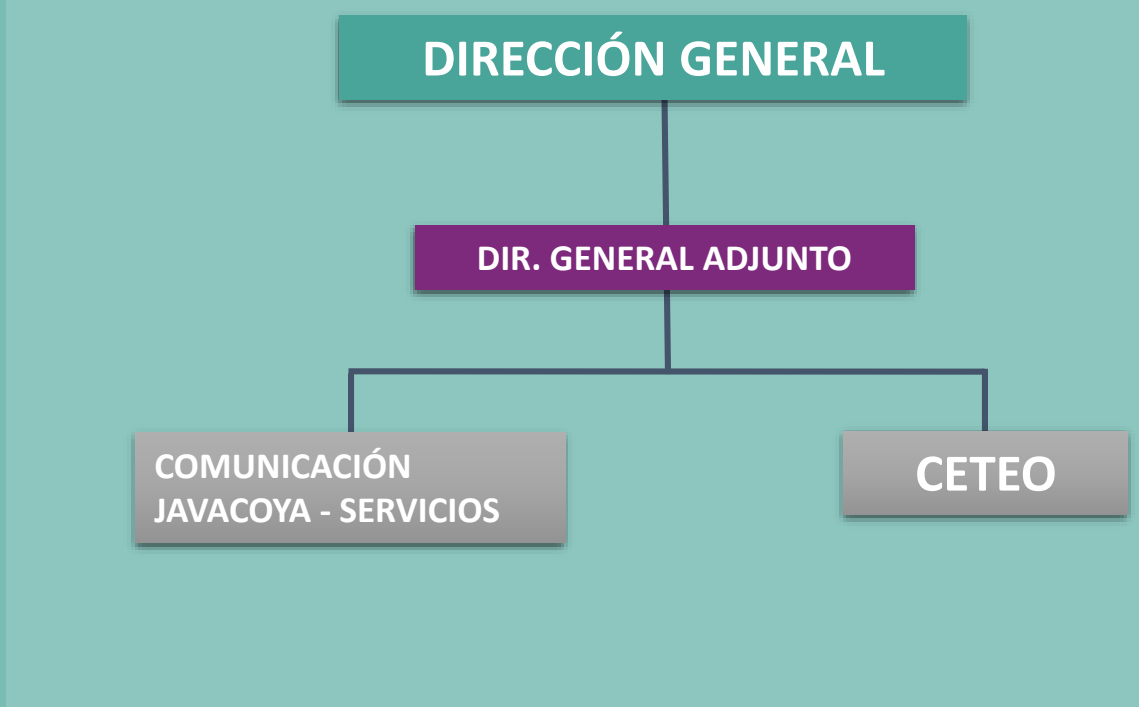 DIRECCIÓN GENERAL
DIR. GENERAL ADJUNTO
COMUNICACIÓN
JAVACOYA - SERVICIOS
CETEO